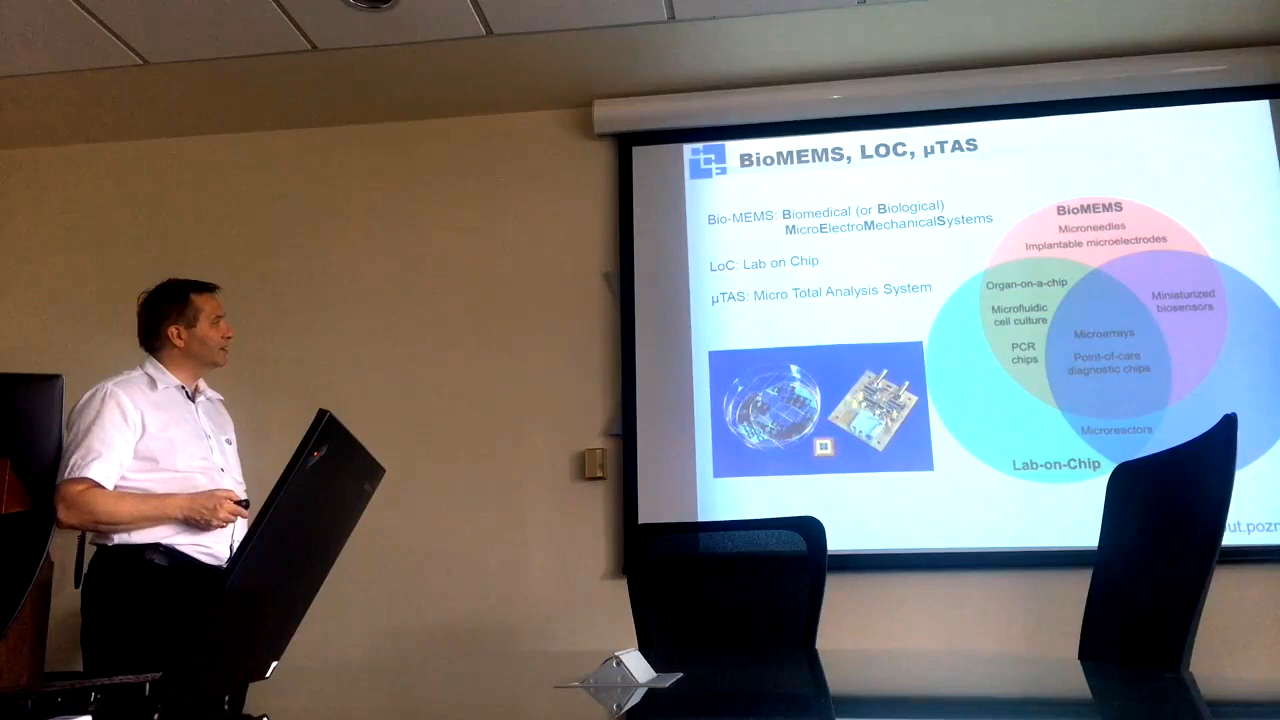 BioMEMS, LOC, µTAS
Bio-MEMS: Biomedical (or Biological)
MicroElectroMechanicalSystems
LoC: Lab on Chip
µTAS: Micro Total Analysis System
BioMEMS
Microneedles
Implantable microelectrodes
Organ-on-a-chip
Microfluidic
cell culture
PCR
chips
Miniaturized
biosensors
Microarrays
Point-of-care
diagnostic chips
Microreactors
Lab-on-Chip
ut.pozn